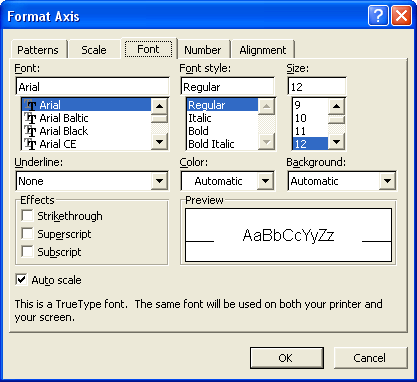 Format Axis
Patterns Scale Font Number Alignment
Font: Font style: Size:
Arial Regular 12
Arial Regular 9
Arial Baltic Italic 10
Arial Black Bold 11
Arial CE Bold Italic 12
Underline: Color: Background:
None Automatic Automatic
Effects Preview
Strikethrough
Superscript AaBbCcYyZz
Subscript
Auto scale
This is a TrueType font. The same font will be used on both your printer and
your screen.
OK Cancel